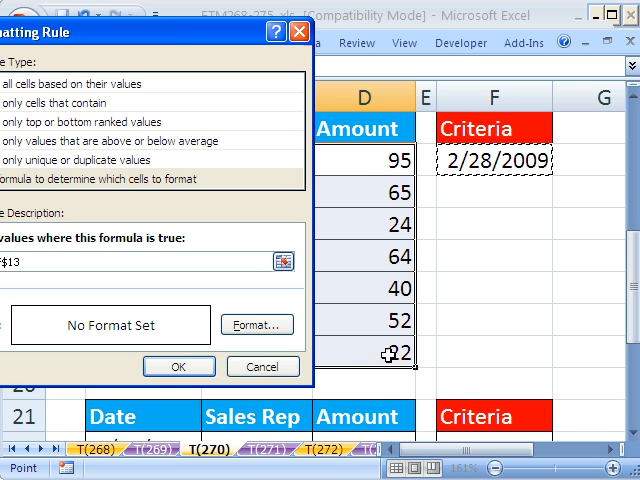 ETM268-275.xls [Compatibility Mode] - Microsoft Excel
atting Rule
a Review View Developer Add-Ins
e Type:
all cells based on their values
only cells that contain
only top or bottom ranked values
only values that are above or below average
only unique or duplicate values
ormula to determine which cells to format
e Description:
values where this formula is true:
$13
No Format Set
Format...
OK Cancel
D E F G
Amount Criteria
95 2/28/2009
65
24
64
40
52
22
20
21 Date Sales Rep Amount Criteria
T(268) T(269) T(270) T(271) T(272) T(
Point 161%